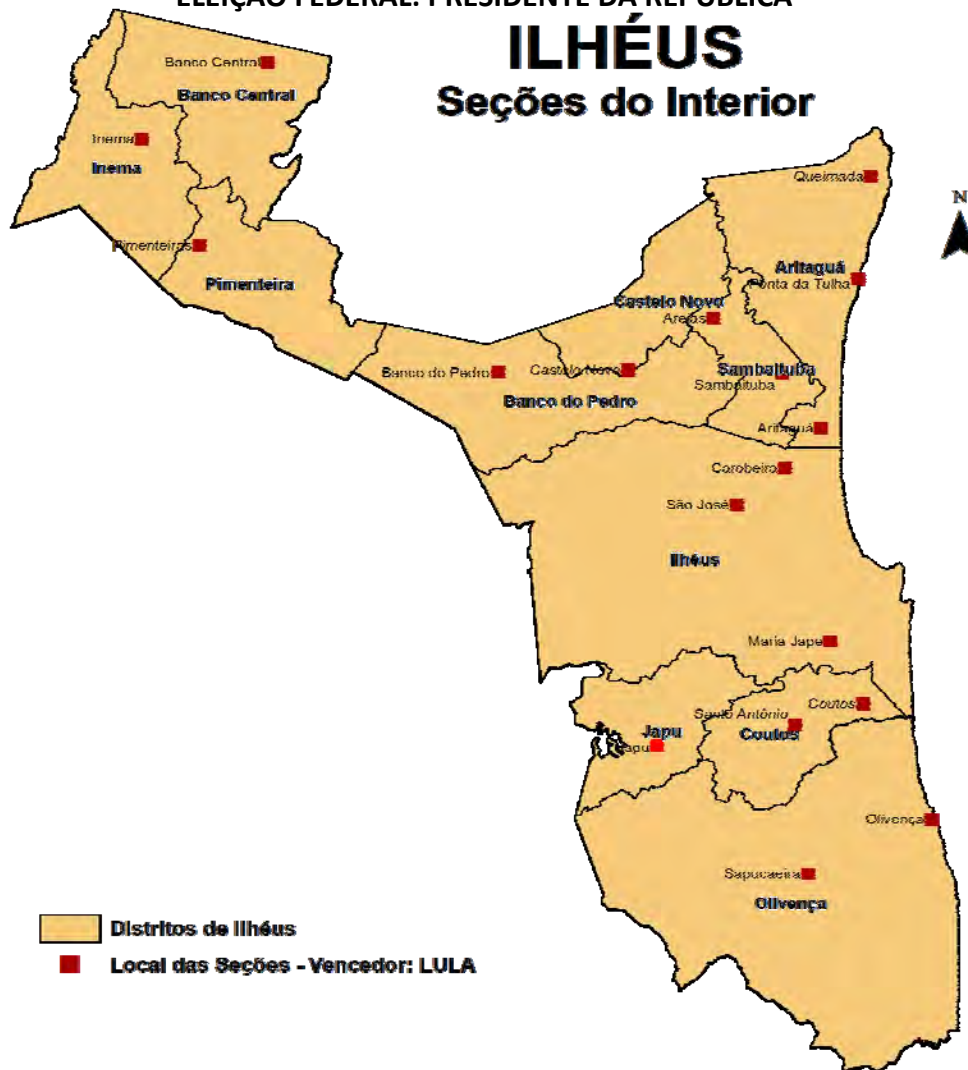 ELEIÇÃO FEDERAL: PRESIDENTE DA REPÚBLICA
ILHÉUS
Seções do Interior
Banco Central
Banco Central
Inema
Inema
Queimada
N
Pimenteiras
Pimenteira
Aritaguá
Ponta da Tulha
Castelo Novo
Areias
Banco do Pedro
Castelo Novo
Sambaituba
Sambaituba
Banco do Pedro
Aritaguá
Carobeiro
São José
Ilhéus
Maria Jape
Coutos
Santo Antônio
Japu
Coutos
Japu
Olivença
Sapucaeira
Olivença
Distritos de Ilhéus
Local das Seções - Vencedor: LULA